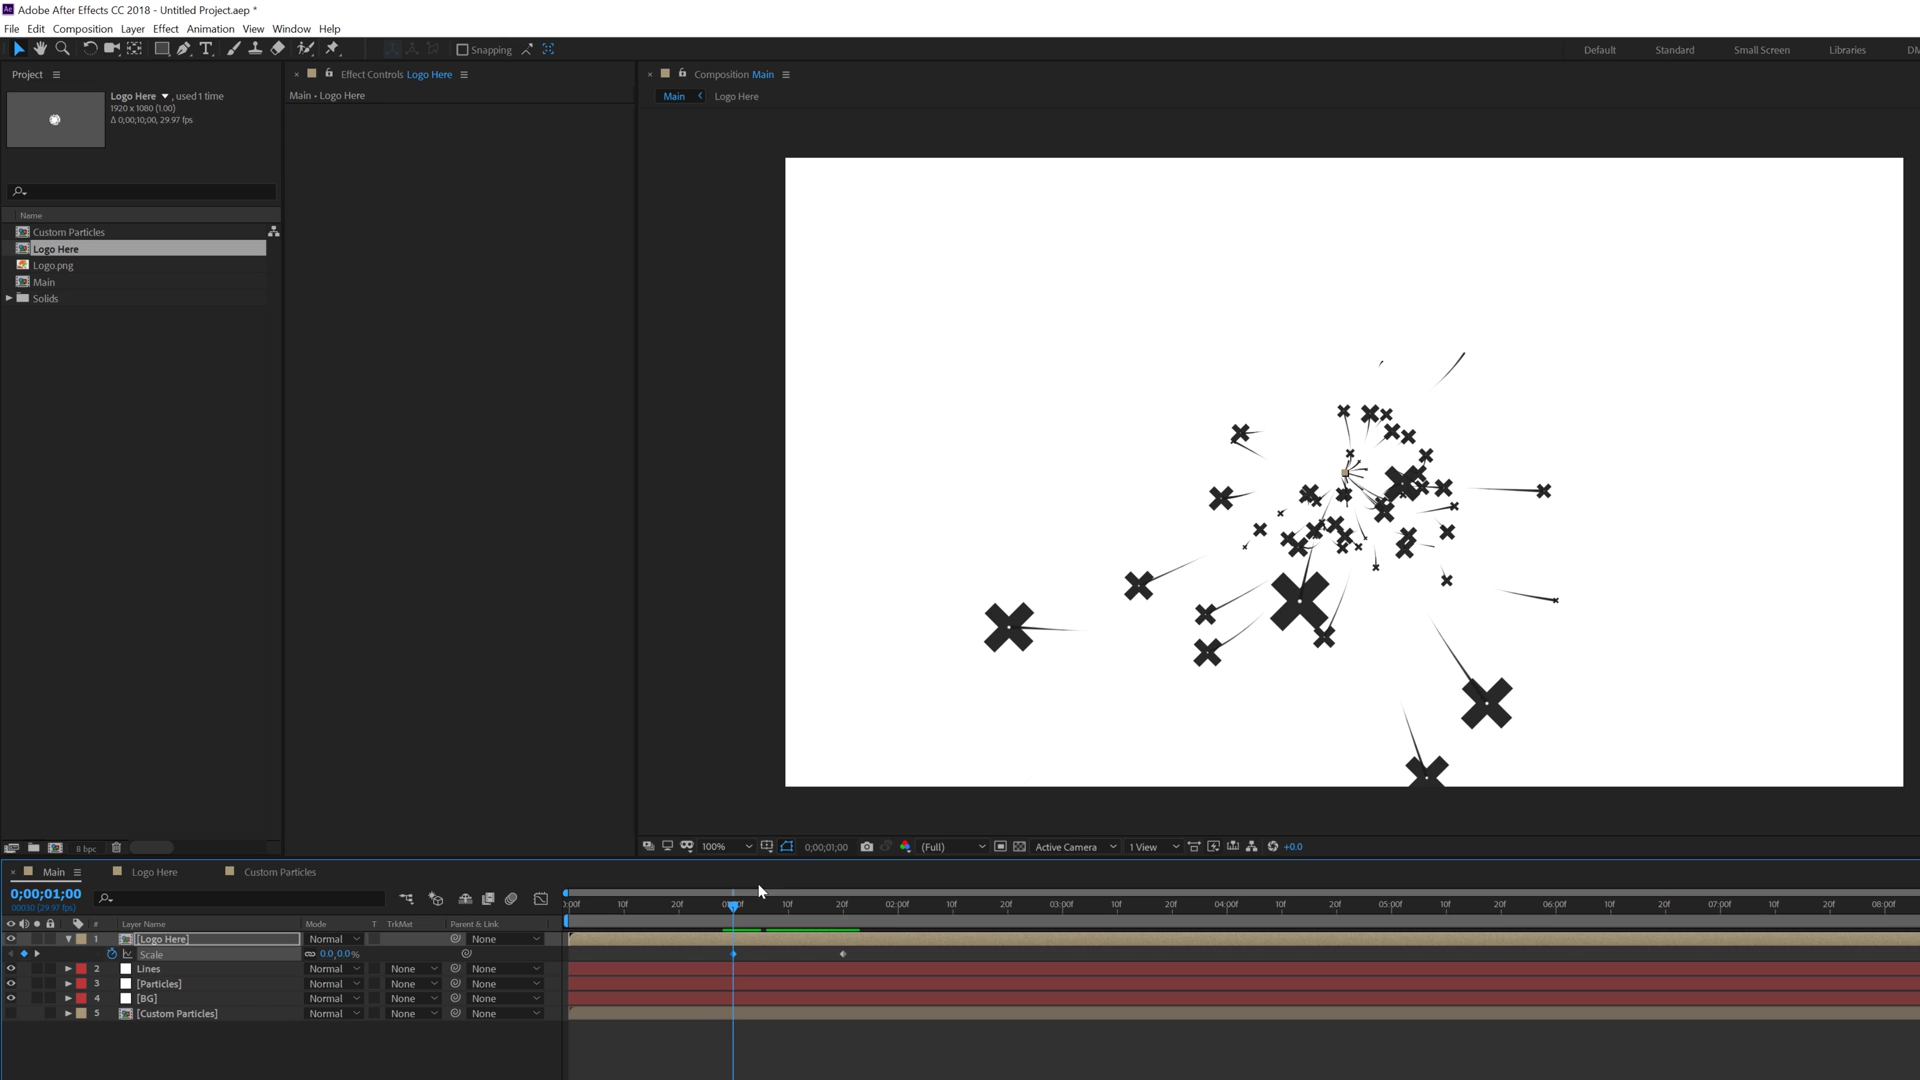 Adobe After Effects CC 2018 - Untitled Project.aep *
File Edit Composition Layer Effect Animation View Window Help
Snapping Default Standard Small Screen Libraries DM
Project
Logo Here , used 1 time
1920 x 1080 (1.00)
Δ 0;00;10;00, 29.97 fps
Name
Custom Particles
Logo Here
Logo.png
Main
Solids
8 bpc
Effect Controls Logo Here
Main • Logo Here
Composition Main
Main Logo Here
100% 0;00;01;00 (Full) Active Camera 1 View +0.0
Main Logo Here Custom Particles
0;00;01;00
00030 (29.97 fps)
10f 20f 10f 20f 02:00f 10f 20f 03:00f 10f 20f 04:00f 10f 20f 05:00f 10f 20f 06:00f 10f 20f 07:00f 10f 20f 08:00f
# Layer Name Mode T TrkMat Parent & Link
1 [Logo Here] Normal None
Scale 0.0,0.0%
2 Lines Normal None None
3 [Particles] Normal None None
4 [BG] Normal None None
5 [Custom Particles] Normal None None